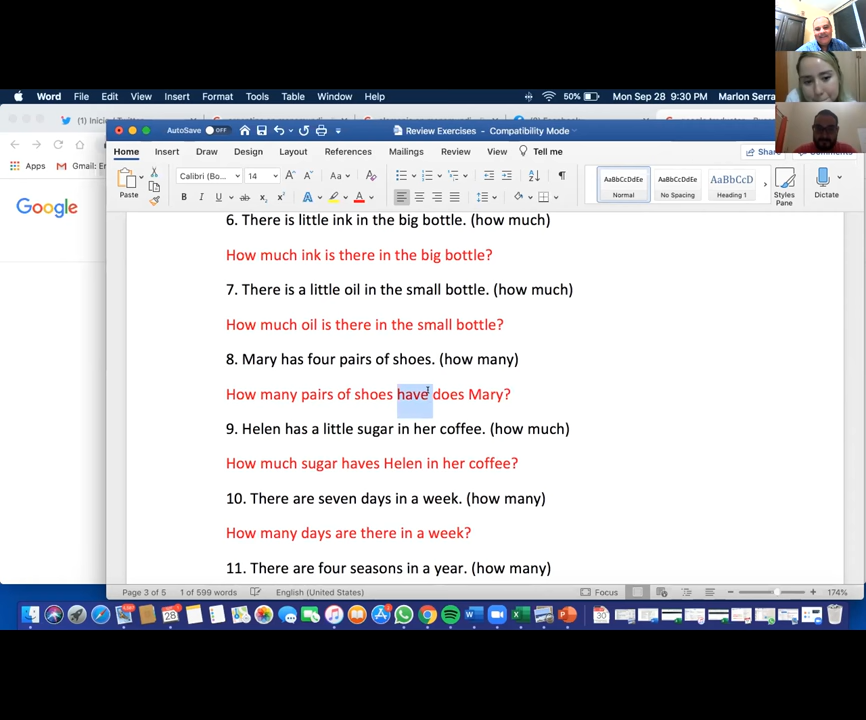 Word File Edit View Insert Format Tools Table Window Help 50% Mon Sep 28 9:30 PM Marlon Serra
(1) Inicio / Twitter
AutoSave OFF Review Exercises - Compatibility Mode
Home Insert Draw Design Layout References Mailings Review View Tell me Share Comments
Apps Gmail: En
Calibri (Bo... 14
Paste
AaBbCcDdEe AaBbCcDdEe AaBbCcD
Normal No Spacing Heading 1 Styles Pane Dictate
Google
6. There is little ink in the big bottle. (how much)
How much ink is there in the big bottle?
7. There is a little oil in the small bottle. (how much)
How much oil is there in the small bottle?
8. Mary has four pairs of shoes. (how many)
How many pairs of shoes have does Mary?
9. Helen has a little sugar in her coffee. (how much)
How much sugar haves Helen in her coffee?
10. There are seven days in a week. (how many)
How many days are there in a week?
11. There are four seasons in a year. (how many)
Page 3 of 5 1 of 599 words English (United States) Focus 174%